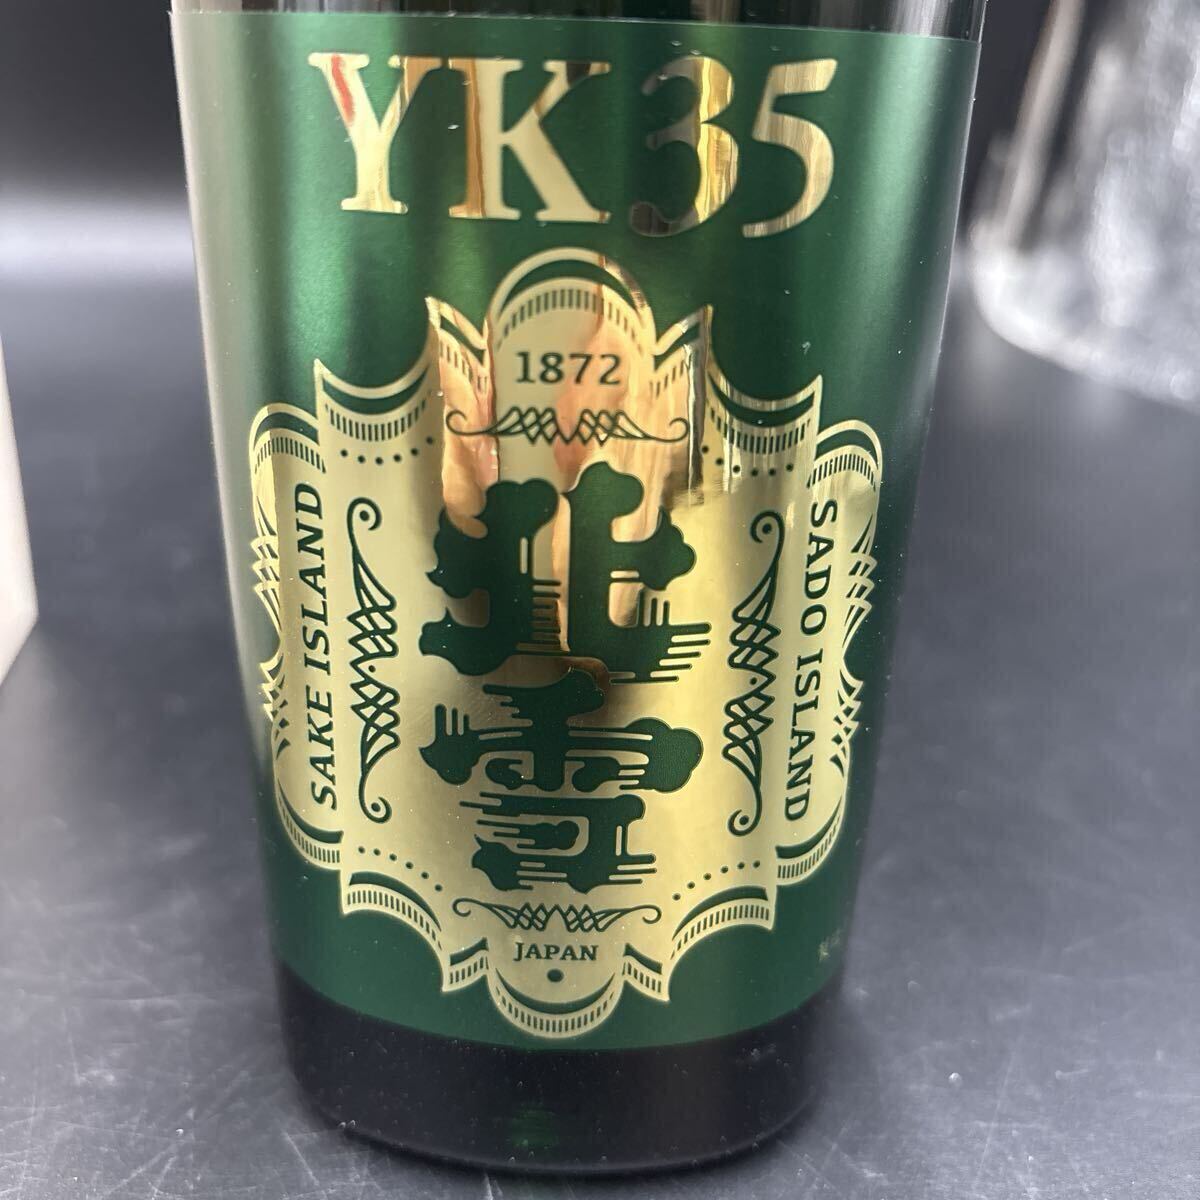 YK35
1872
北雪
SAKE ISLAND
SADO ISLAND
JAPAN